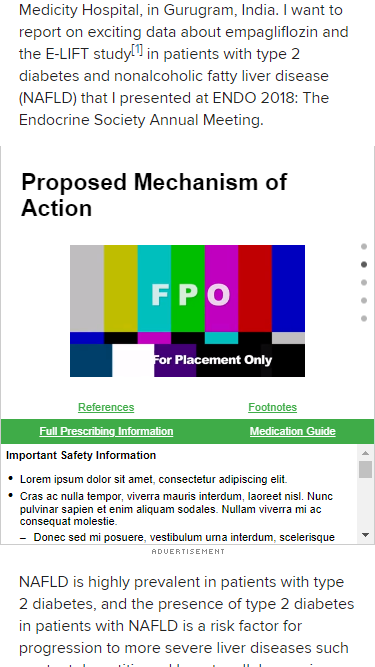 Medicity Hospital, in Gurugram, India. I want to
report on exciting data about empagliflozin and
the E-LIFT study[1] in patients with type 2
diabetes and nonalcoholic fatty liver disease
(NAFLD) that I presented at ENDO 2018: The
Endocrine Society Annual Meeting.
Proposed Mechanism of
Action
FPO
For Placement Only
References Footnotes
Full Prescribing Information Medication Guide
Important Safety Information
• Lorem ipsum dolor sit amet, consectetur adipiscing elit.
• Cras ac nulla tempor, viverra mauris interdum, laoreet nisl. Nunc
pulvinar sapien et enim aliquam sodales. Nullam viverra mi ac
consequat molestie.
– Donec sed mi posuere, vestibulum urna interdum, scelerisque
ADVERTISEMENT
NAFLD is highly prevalent in patients with type
2 diabetes, and the presence of type 2 diabetes
in patients with NAFLD is a risk factor for
progression to more severe liver diseases such